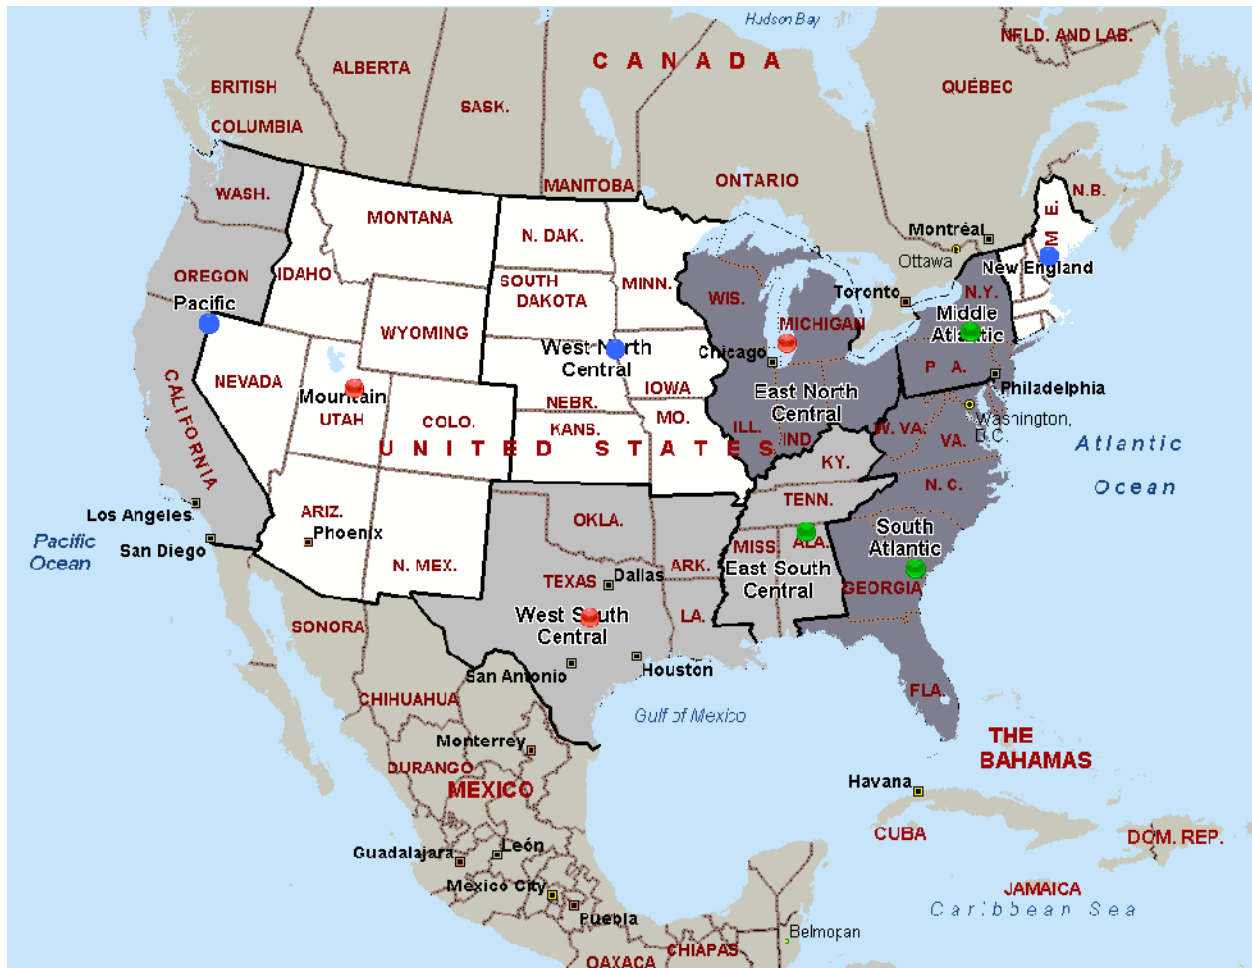 Hudson Bay
NFLD. AND LAB.
CANADA
ALBERTA
BRITISH
COLUMBIA
QUÉBEC
SASK.
MANITOBA
ONTARIO
N.B.
WASH.
MONTANA
N. DAK.
M E.
Montréal
Ottawa
New England
OREGON
IDAHO
SOUTH
DAKOTA
MINN.
WIS.
Toronto
N.Y.
Pacific
WYOMING
MICHIGAN
Middle
Atlantic
West North
Central
Chicago
P A.
NEVADA
Mountain
UTAH
IOWA
East North
Central
Philadelphia
CALIFORNIA
COLO.
NEBR.
KANS.
MO.
ILL.
IND.
W. VA.
VA.
Washington,
D.C.
UNITED STATES
KY.
Atlantic
Ocean
TENN.
N. C.
Los Angeles
ARIZ.
Phoenix
OKLA.
South
Atlantic
San Diego
Pacific
Ocean
N. MEX.
TEXAS
Dallas
ARK.
MISS.
ALA.
East South
Central
GEORGIA
West South
Central
LA.
SONORA
San Antonio
Houston
CHIHUAHUA
FLA.
Gulf of Mexico
Monterrey
THE
BAHAMAS
DURANGO
MEXICO
Havana
CUBA
DOM. REP.
Guadalajara
León
Mexico City
JAMAICA
Caribbean Sea
Puebla
Belmopan
CHIAPAS
OAXACA